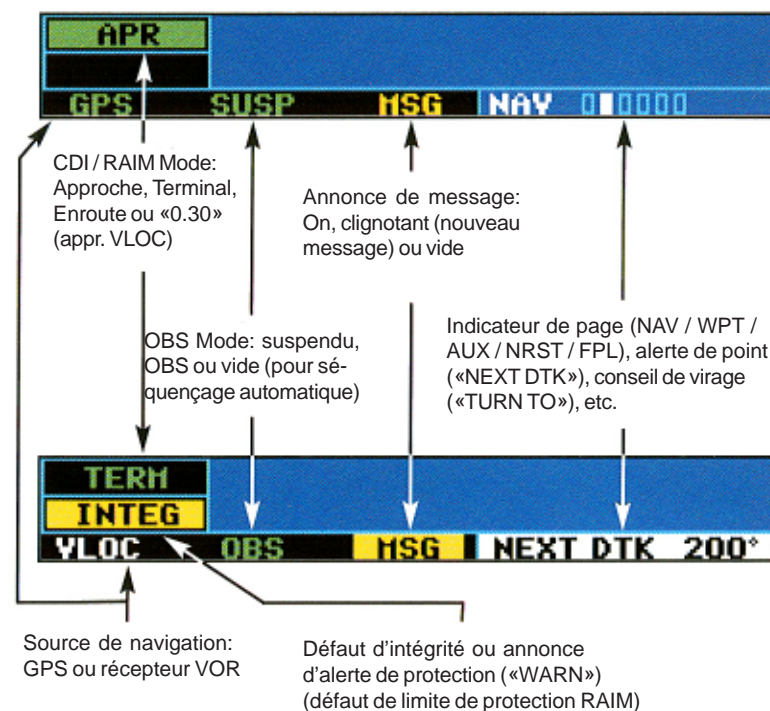 APR
GPS SUSP MSG NAV
CDI / RAIM Mode:
Approche, Terminal,
Enroute ou «0.30»
(appr. VLOC)
Annonce de message:
On, clignotant (nouveau
message) ou vide
OBS Mode: suspendu,
OBS ou vide (pour sé-
quençage automatique)
Indicateur de page (NAV / WPT /
AUX / NRST / FPL), alerte de point
(«NEXT DTK»), conseil de virage
(«TURN TO»), etc.
TERM
INTEG
VLOC OBS MSG NEXT DTK 200°
Source de navigation:
GPS ou récepteur VOR
Défaut d'intégrité ou annonce
d'alerte de protection («WARN»)
(défaut de limite de protection RAIM)